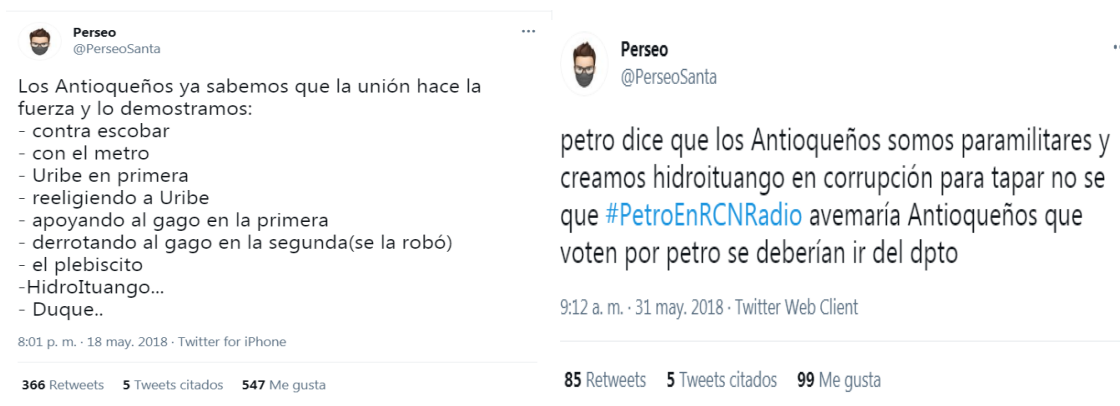 Perseo
@PerseoSanta
Los Antioqueños ya sabemos que la unión hace la
fuerza y lo demostramos:
- contra escobar
- con el metro
- Uribe en primera
- reeligiendo a Uribe
- apoyando al gago en la primera
- derrotando al gago en la segunda(se la robó)
- el plebiscito
-HidroItuango...
- Duque..
8:01 p. m. · 18 may. 2018 · Twitter for iPhone
366 Retweets 5 Tweets citados 547 Me gusta
Perseo
@PerseoSanta
petro dice que los Antioqueños somos paramilitares y
creamos hidroituango en corrupción para tapar no se
que #PetroEnRCNRadio avemaría Antioqueños que
voten por petro se deberían ir del dpto
9:12 a. m. · 31 may. 2018 · Twitter Web Client
85 Retweets 5 Tweets citados 99 Me gusta